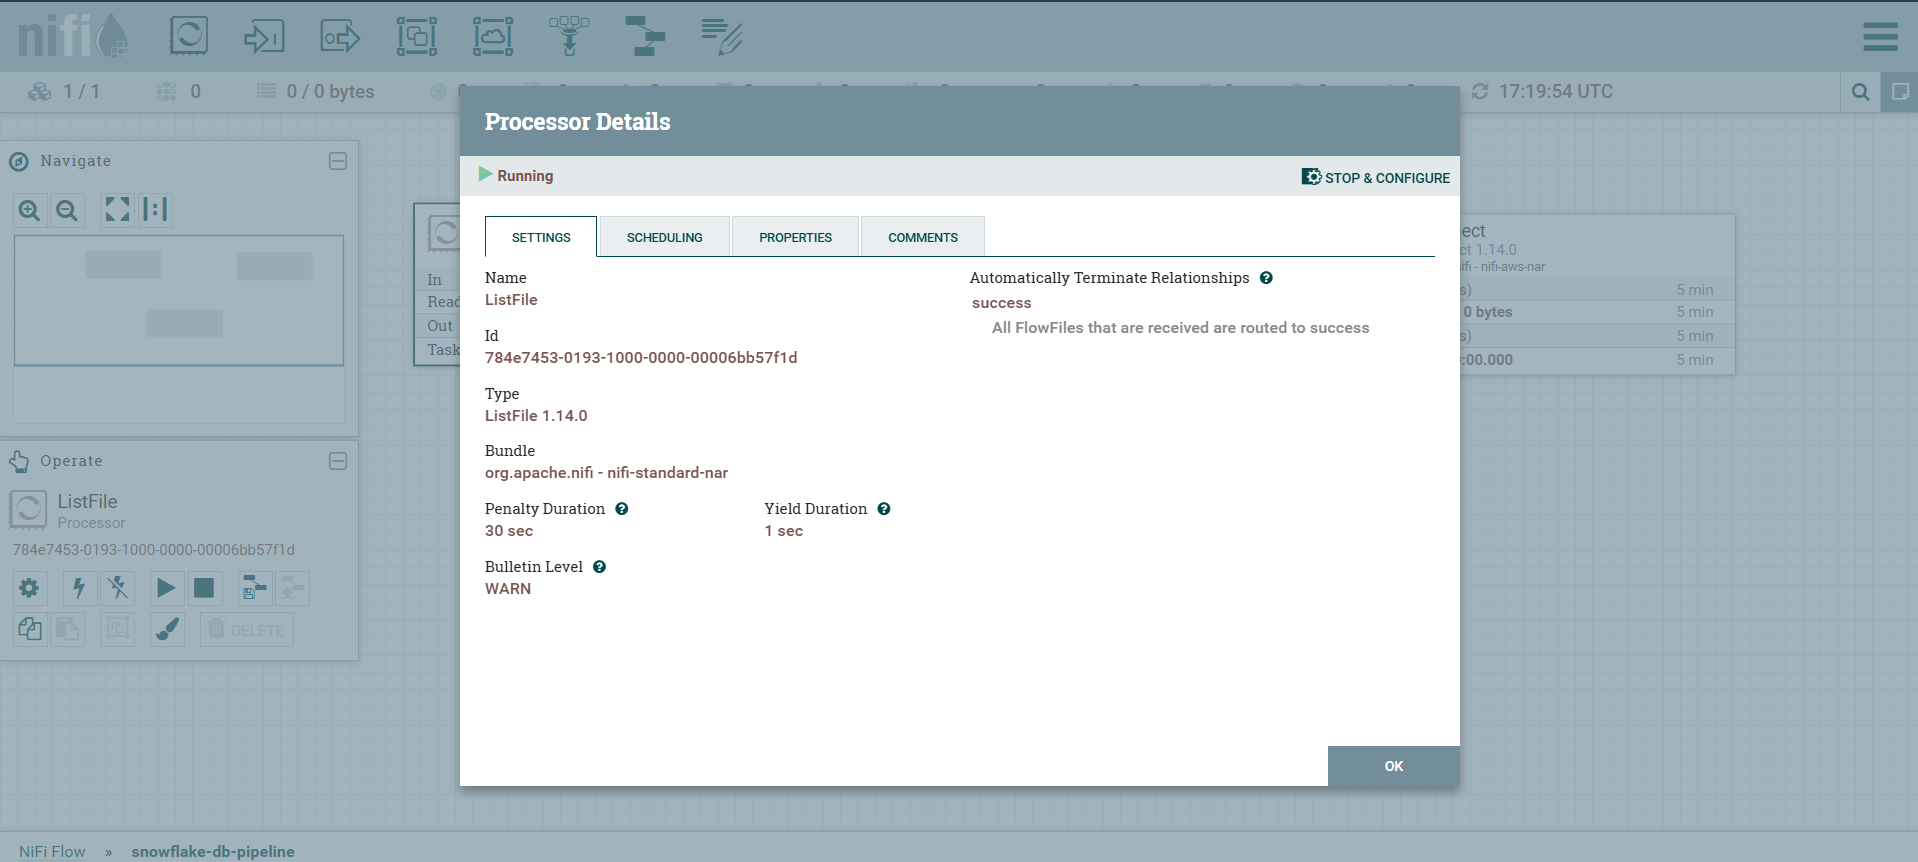 nifi
1 / 1
0
0 / 0 bytes
17:19:54 UTC
Processor Details
Running
STOP & CONFIGURE
SETTINGS
SCHEDULING
PROPERTIES
COMMENTS
Name
ListFile
Id
784e7453-0193-1000-0000-00006bb57f1d
Type
ListFile 1.14.0
Bundle
org.apache.nifi - nifi-standard-nar
Penalty Duration
30 sec
Yield Duration
1 sec
Bulletin Level
WARN
Automatically Terminate Relationships
success
All FlowFiles that are received are routed to success
OK
Navigate
Operate
ListFile
Processor
784e7453-0193-1000-0000-00006bb57f1d
DELETE
In
Read
Out
Task
ect
ct 1.14.0
ifi - nifi-aws-nar
s)
5 min
0 bytes
5 min
s)
5 min
:00.000
5 min
NiFi Flow » snowflake-db-pipeline